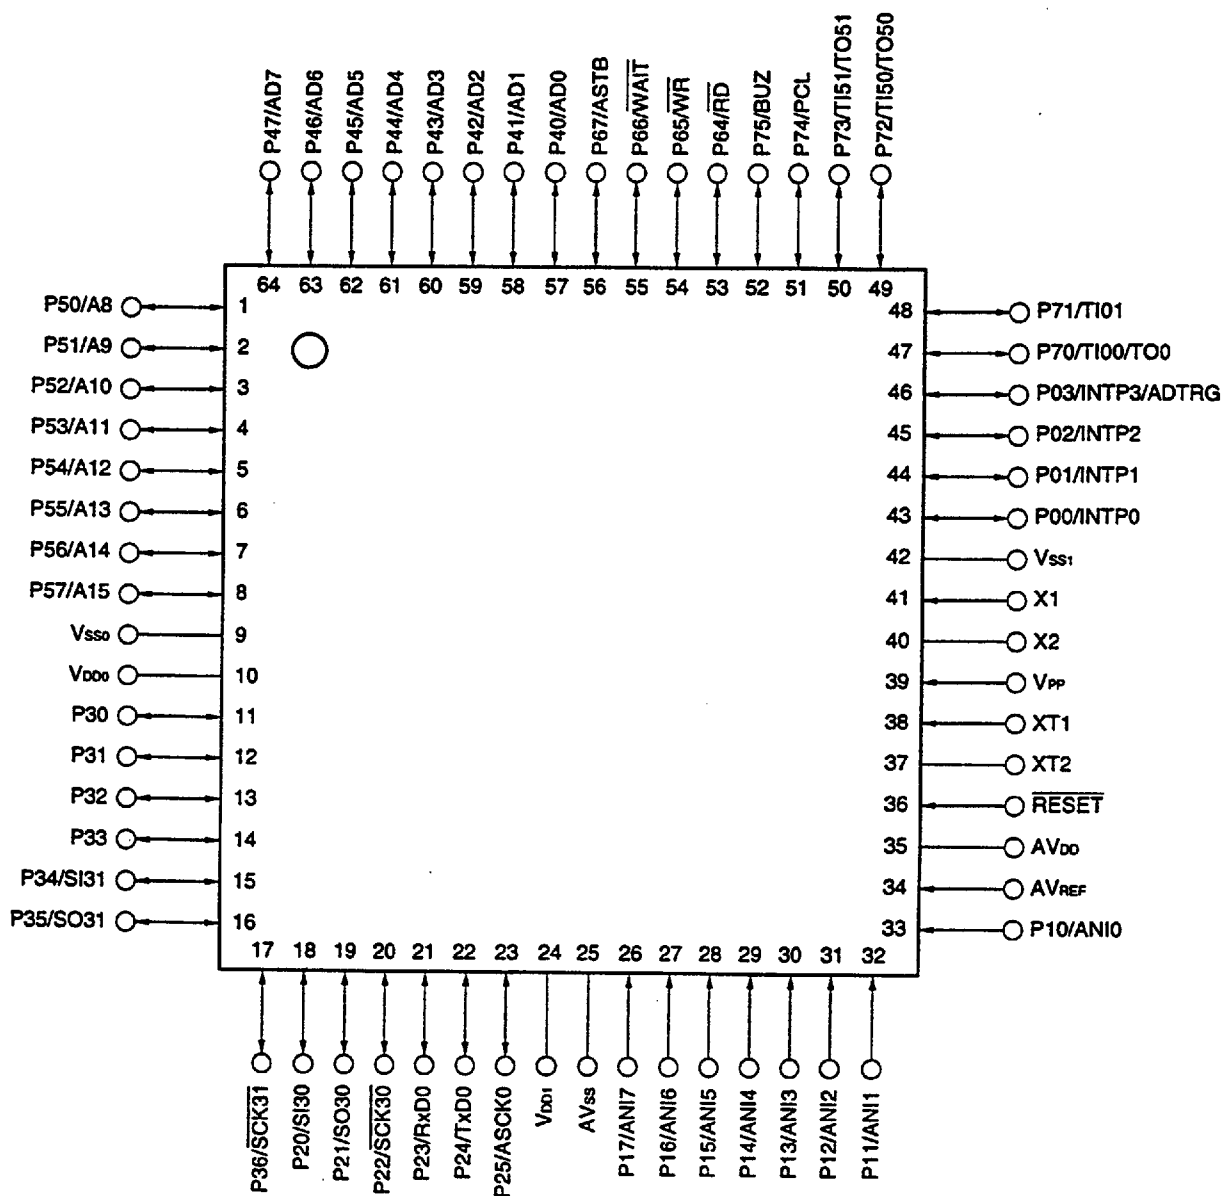 P47/AD7
P46/AD6
P45/AD5
P44/AD4
P43/AD3
P42/AD2
P41/AD1
P40/AD0
P67/ASTB
P66/WAIT
P65/WR
P64/RD
P75/BUZ
P74/PCL
P73/TI51/TO51
P72/TI50/TO50
64 63 62 61 60 59 58 57 56 55 54 53 52 51 50 49
P50/A8 1
P51/A9 2
P52/A10 3
P53/A11 4
P54/A12 5
P55/A13 6
P56/A14 7
P57/A15 8
VSS0 9
VDD0 10
P30 11
P31 12
P32 13
P33 14
P34/SI31 15
P35/SO31 16
48 P71/TI01
47 P70/TI00/TO0
46 P03/INTP3/ADTRG
45 P02/INTP2
44 P01/INTP1
43 P00/INTP0
42 VSS1
41 X1
40 X2
39 VPP
38 XT1
37 XT2
36 RESET
35 AVDD
34 AVREF
33 P10/ANI0
17 18 19 20 21 22 23 24 25 26 27 28 29 30 31 32
P36/SCK31
P20/SI30
P21/SO30
P22/SCK30
P23/RxD0
P24/TxD0
P25/ASCK0
VDD1
AVSS
P17/ANI7
P16/ANI6
P15/ANI5
P14/ANI4
P13/ANI3
P12/ANI2
P11/ANI1